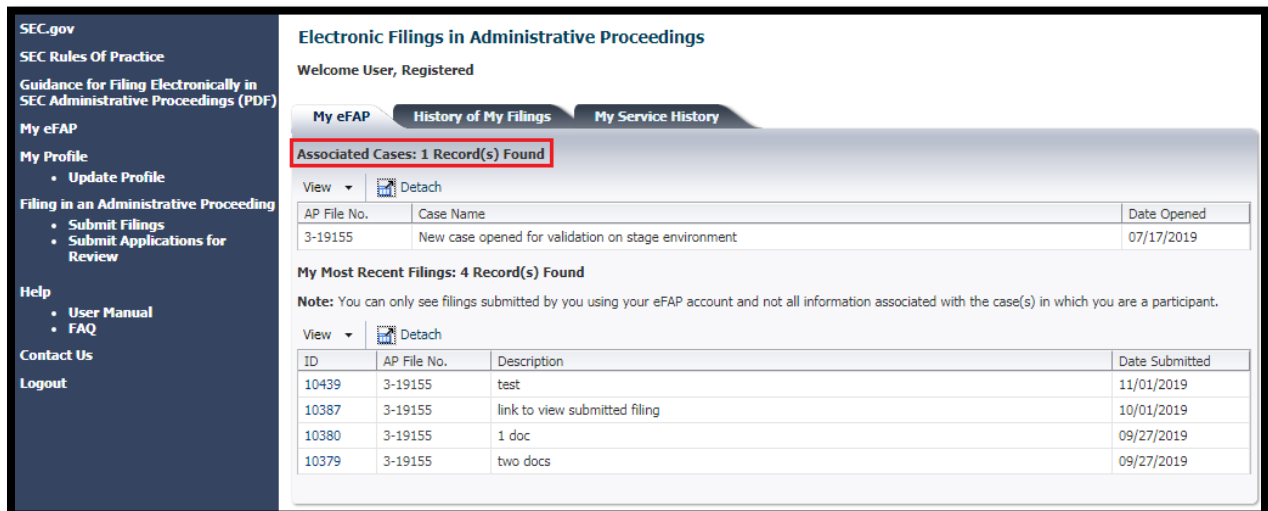 SEC.gov
SEC Rules Of Practice
Guidance for Filing Electronically in
SEC Administrative Proceedings (PDF)
My eFAP
My Profile
• Update Profile
Filing in an Administrative Proceeding
• Submit Filings
• Submit Applications for
Review
Help
• User Manual
• FAQ
Contact Us
Logout
Electronic Filings in Administrative Proceedings
Welcome User, Registered
My eFAP History of My Filings My Service History
Associated Cases: 1 Record(s) Found
View Detach
AP File No. Case Name Date Opened
3-19155 New case opened for validation on stage environment 07/17/2019
My Most Recent Filings: 4 Record(s) Found
Note: You can only see filings submitted by you using your eFAP account and not all information associated with the case(s) in which you are a participant.
View Detach
ID AP File No. Description Date Submitted
10439 3-19155 test 11/01/2019
10387 3-19155 link to view submitted filing 10/01/2019
10380 3-19155 1 doc 09/27/2019
10379 3-19155 two docs 09/27/2019